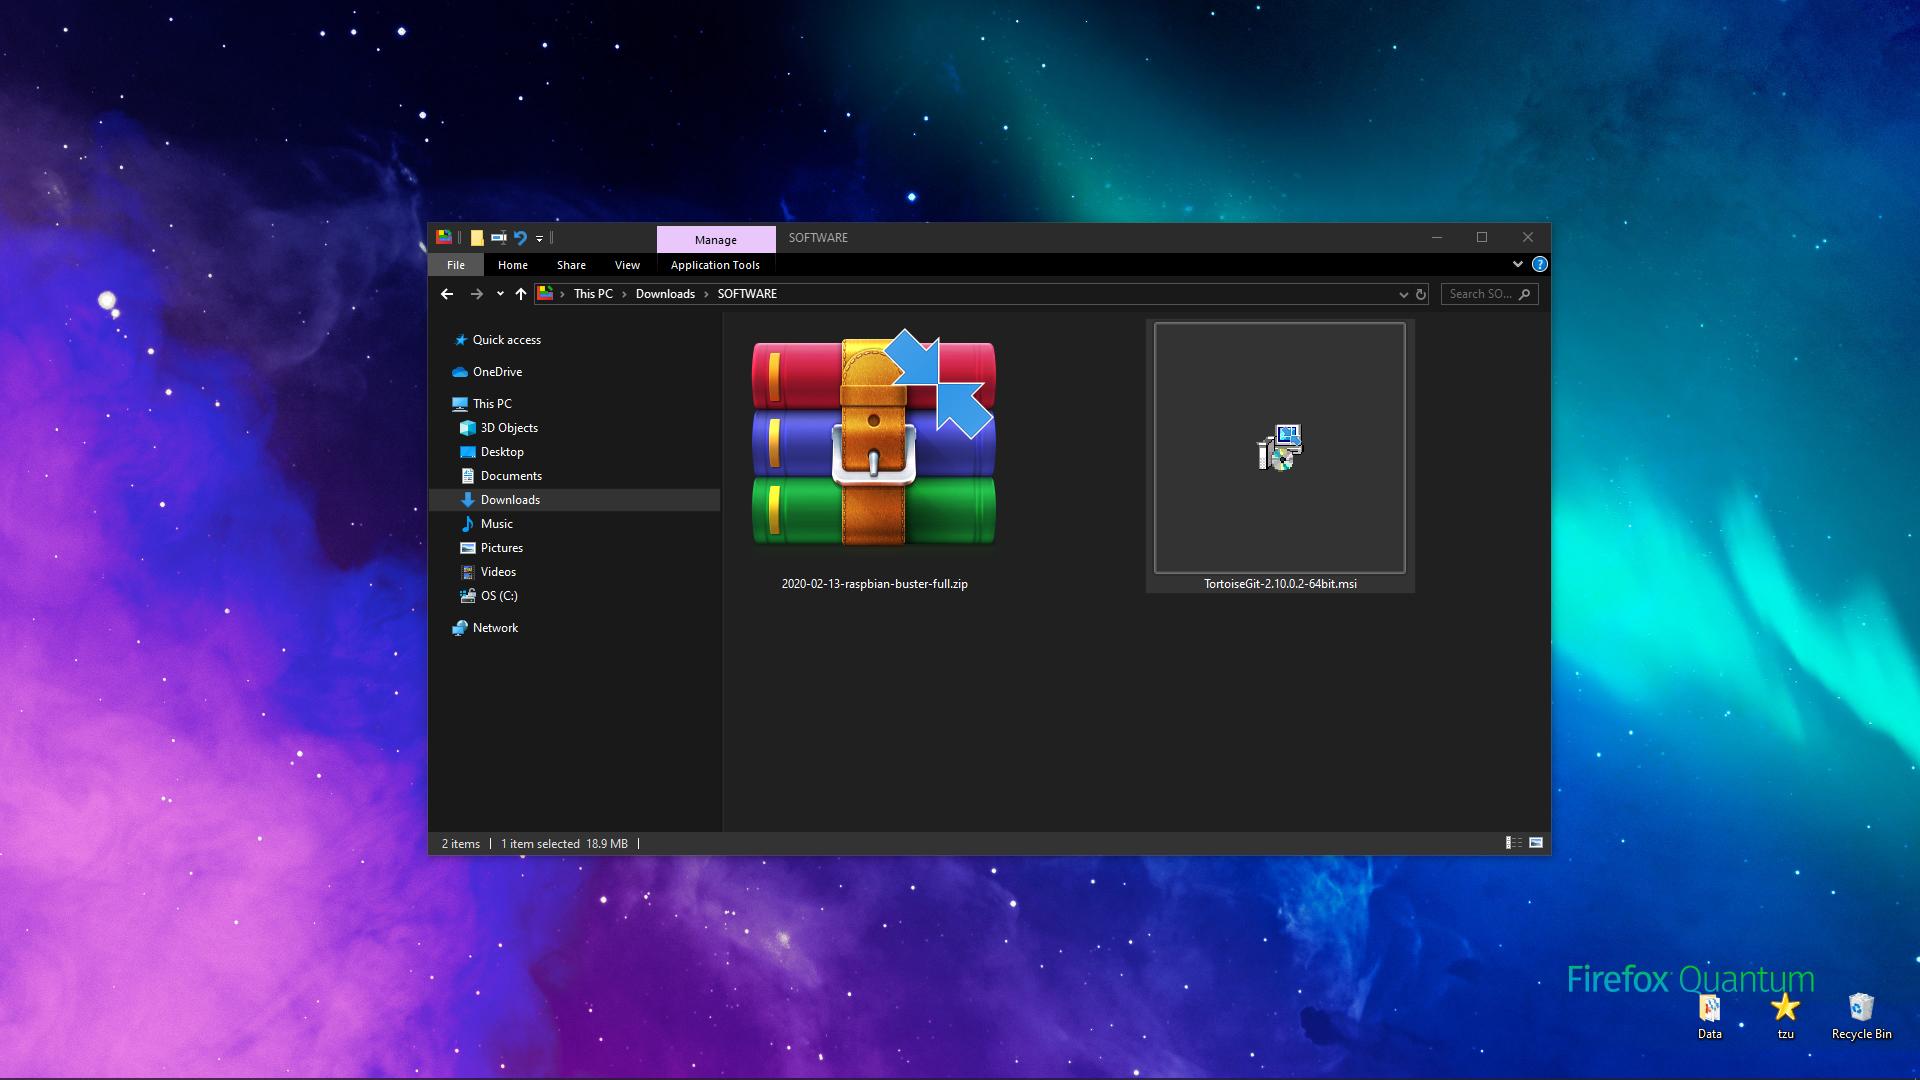 Manage
SOFTWARE
File
Home
Share
View
Application Tools
?
This PC
Downloads
SOFTWARE
Search SO...
Quick access
OneDrive
This PC
3D Objects
Desktop
Documents
Downloads
Music
Pictures
Videos
OS (C:)
Network
2020-02-13-raspbian-buster-full.zip
TortoiseGit-2.10.0.2-64bit.msi
2 items
1 item selected 18.9 MB
Firefox Quantum
Data
tzu
Recycle Bin